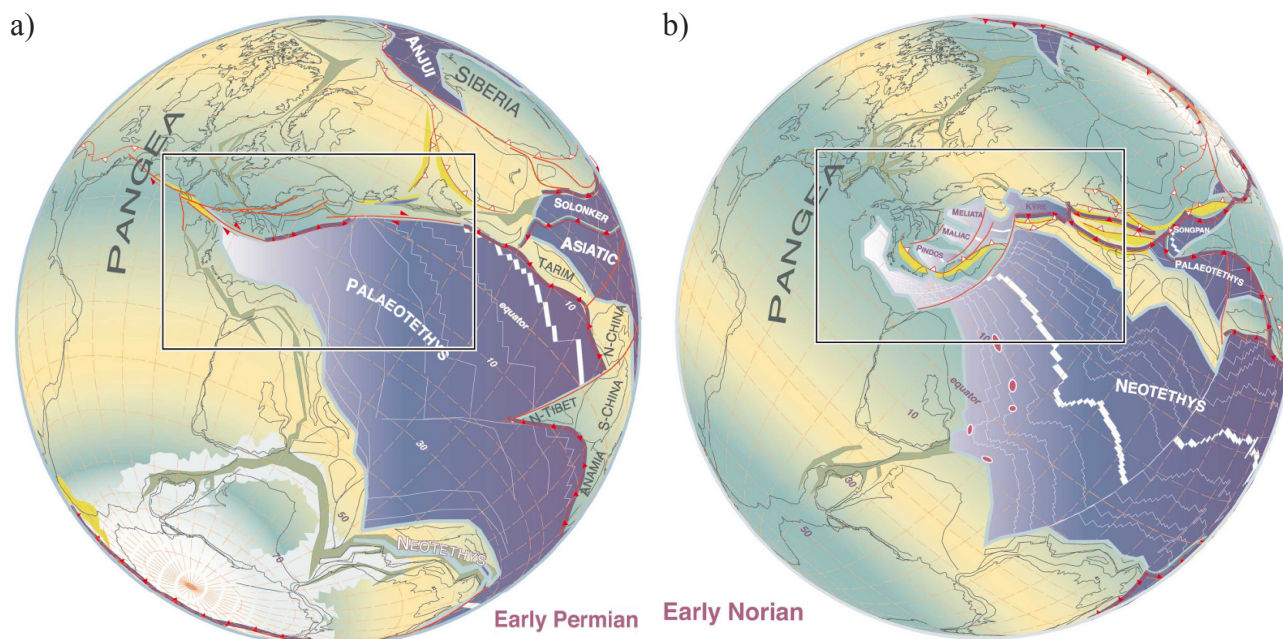 a)
ANJUI
SIBERIA
PANGEA
SOLONKER
ASIATIC
TARIM
PALAEOTETHYS
equator
10
10
N-CHINA
N-TIBET
S-CHINA
30
ANAMIA
50
NEOTETHYS
70
Early Permian
b)
PANGEA
MELIATA
KYRE
MALIAC
PINDOS
SONGPAN
PALAEOTETHYS
10
equator
NEOTETHYS
10
30
50
Early Norian